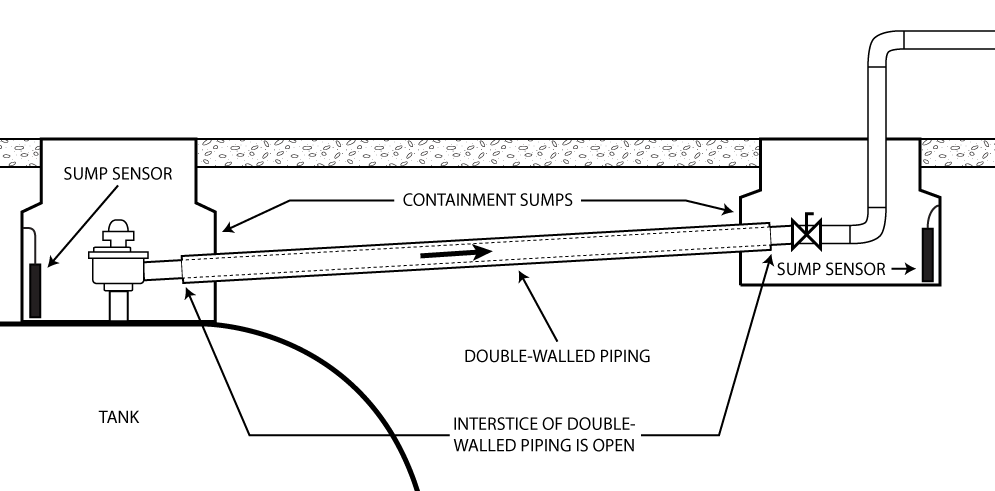 SUMP SENSOR
CONTAINMENT SUMPS
SUMP SENSOR
DOUBLE-WALLED PIPING
TANK
INTERSTICE OF DOUBLE-
WALLED PIPING IS OPEN